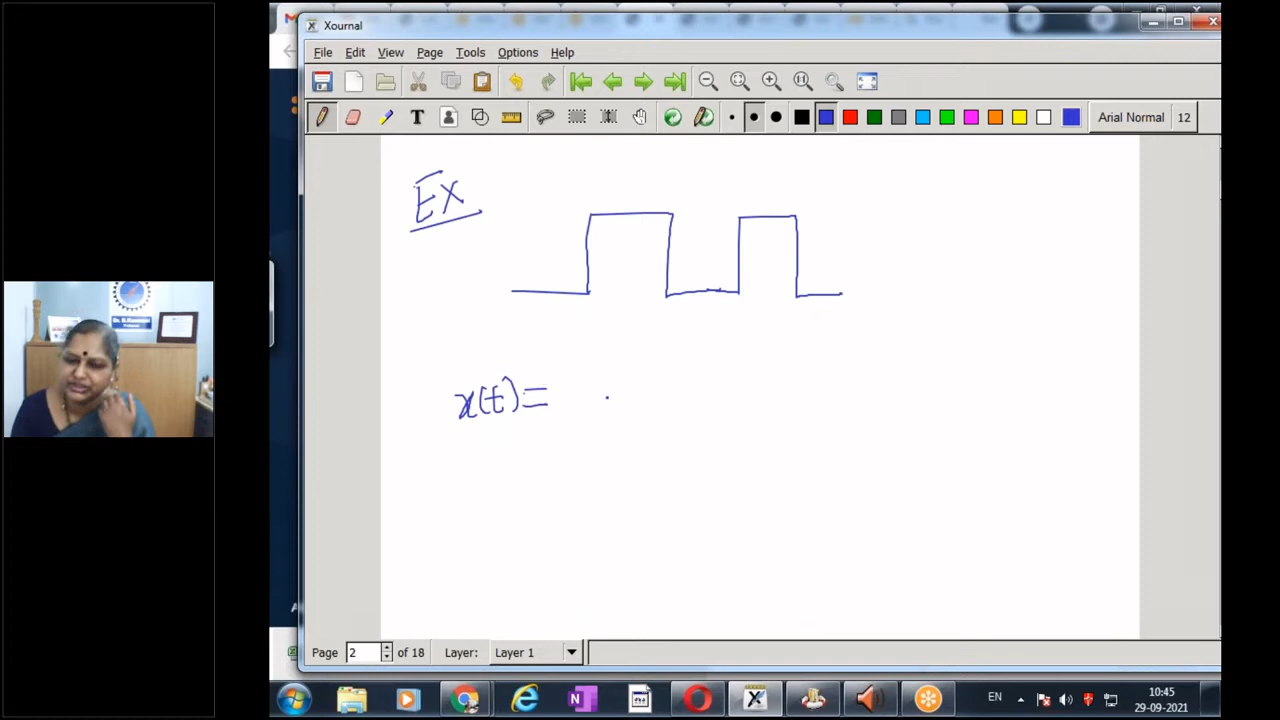 Xournal
File Edit View Page Tools Options Help
T Arial Normal 12
EX
x(t)=
Page 2 of 18 Layer: Layer 1
EN 10:45
29-09-2021